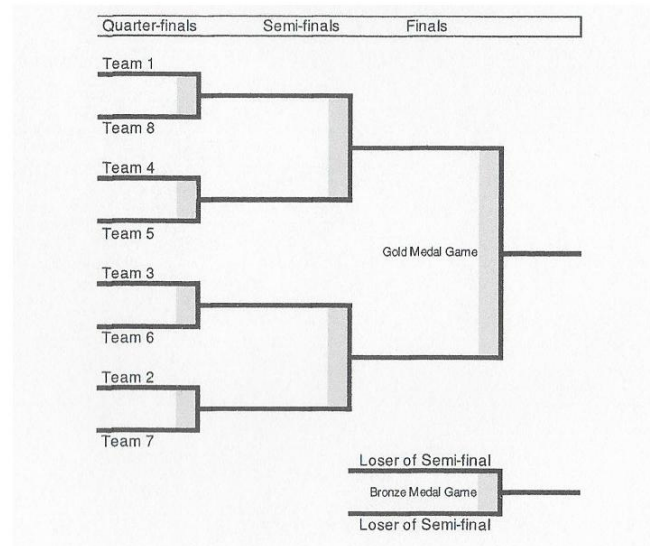 Quarter-finals Semi-finals Finals
Team 1
Team 8
Team 4
Team 5
Gold Medal Game
Team 3
Team 6
Team 2
Team 7
Loser of Semi-final
Bronze Medal Game
Loser of Semi-final